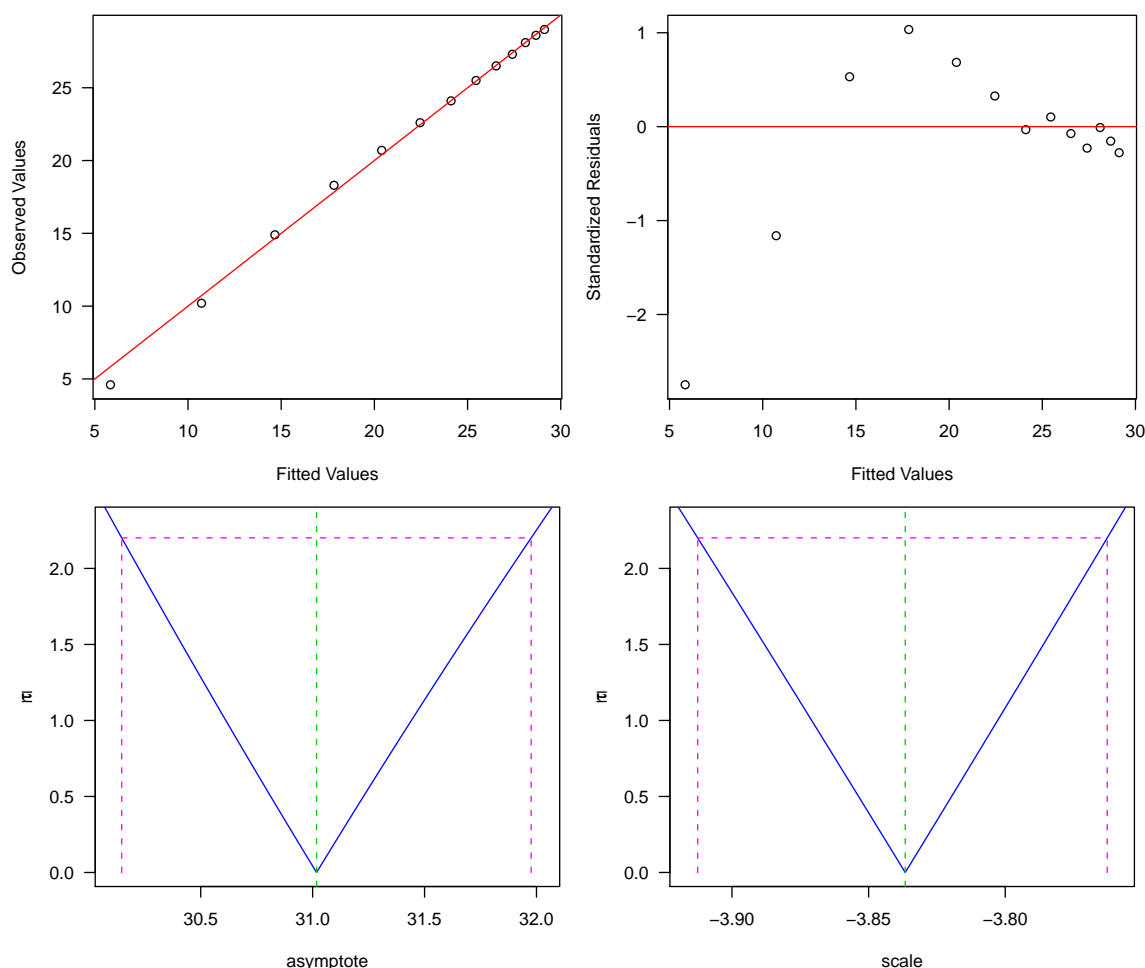 Observed Values
25
20
15
10
5
5 10 15 20 25 30
Fitted Values
Standardized Residuals
1
0
−1
−2
5 10 15 20 25 30
Fitted Values
2.0
1.5
1.0
0.5
0.0
30.5 31.0 31.5 32.0
asymptote
2.0
1.5
1.0
0.5
0.0
−3.90 −3.85 −3.80
scale